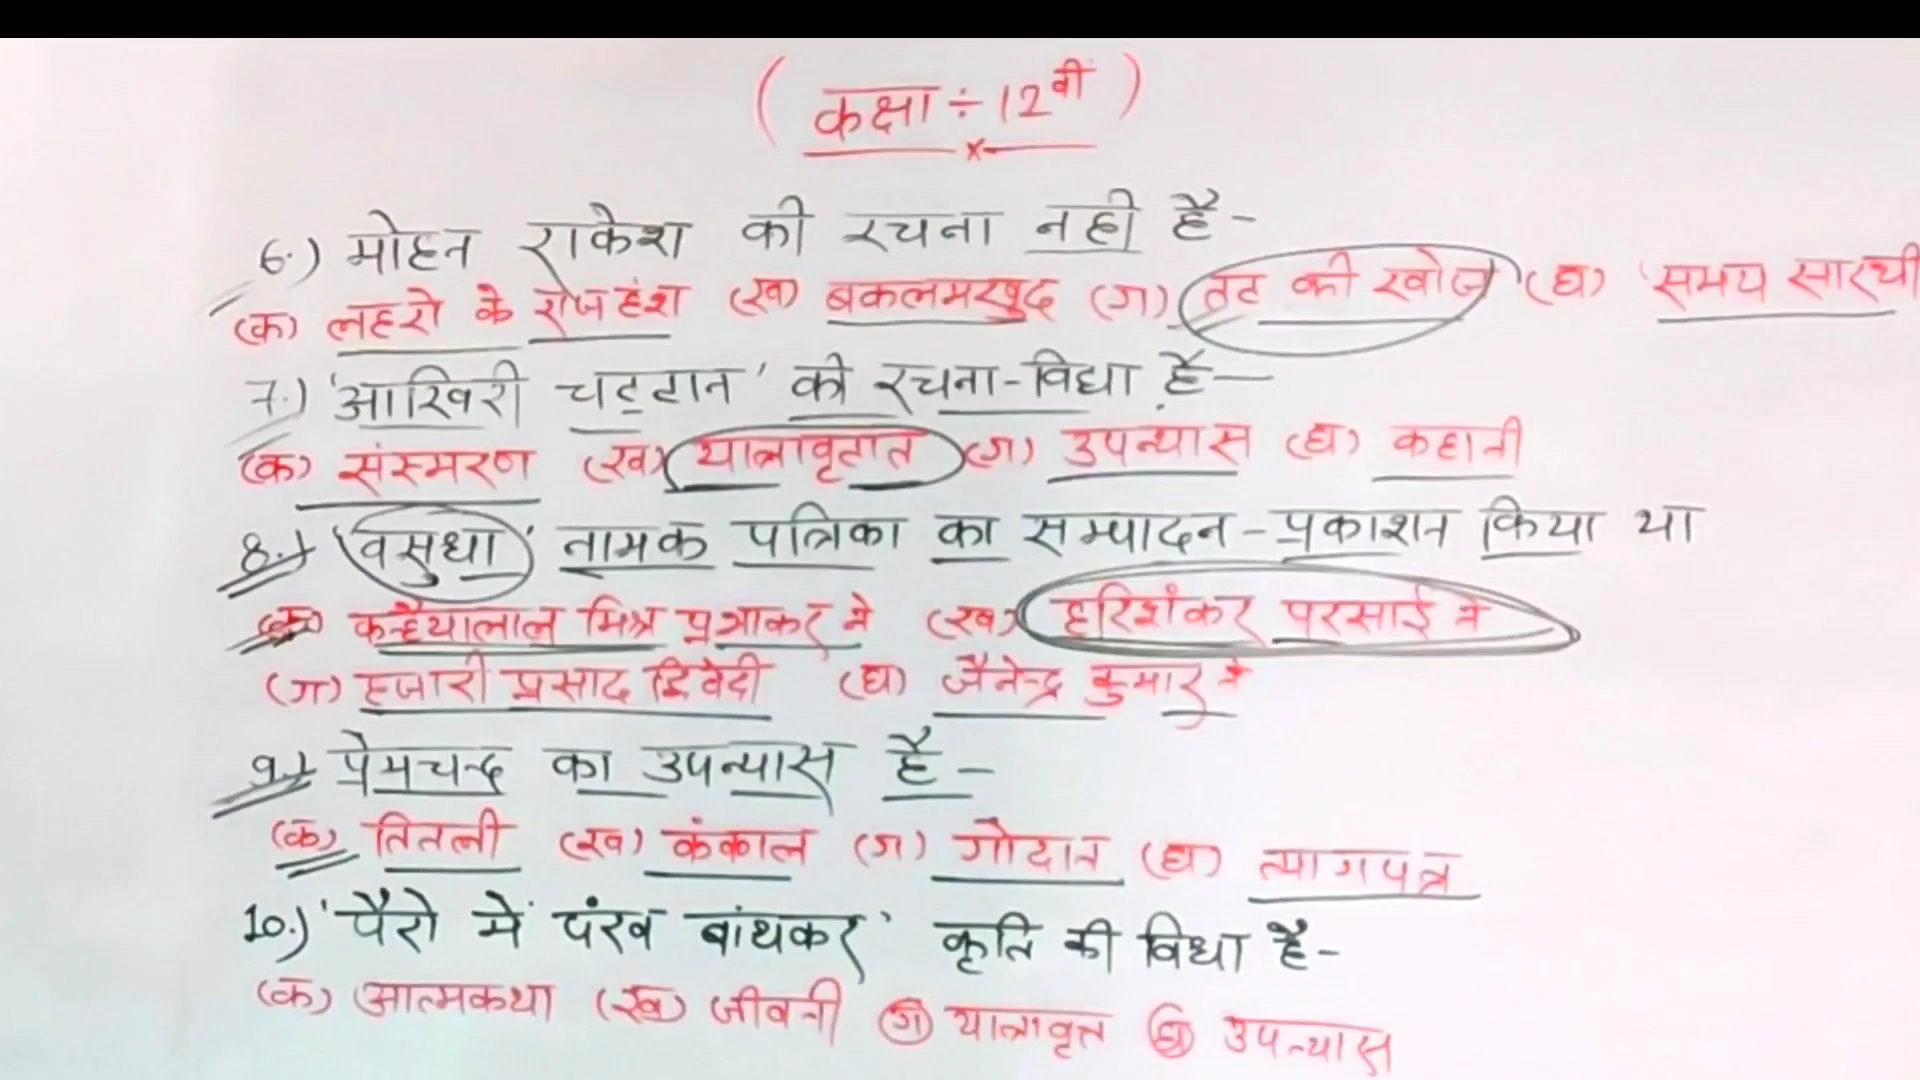 ( कक्षा ÷ 12वी )
6.) मोहन राकेश की रचना नही है -
(क) लहरो के राजहंश (ख) बकलमखुद (ग) तट की खोज (घ) 'समय सारथी
7.) 'आखिरी चट्टान' की रचना-विधा है—
(क) संस्मरण (ख) यात्रावृतात (ग) उपन्यास (घ) कहानी
8.) 'वसुधा' नामक पत्रिका का सम्पादन-प्रकाशन किया था
(क) कन्हैयालाल मिश्र प्रभाकर ने (ख) हरिशंकर परसाई ने
(ग) हजारी प्रसाद द्विवेदी (घ) जैनेन्द्र कुमार ने
9.) प्रेमचन्द का उपन्यास है -
(क) तितली (ख) कंकाल (ग) गोदान (घ) त्यागपत्र
10.) 'पैरो में पंख बांधकर' कृति की विधा है-
(क) आत्मकथा (ख) जीवनी (ग) यात्रावृत्त (घ) उपन्यास